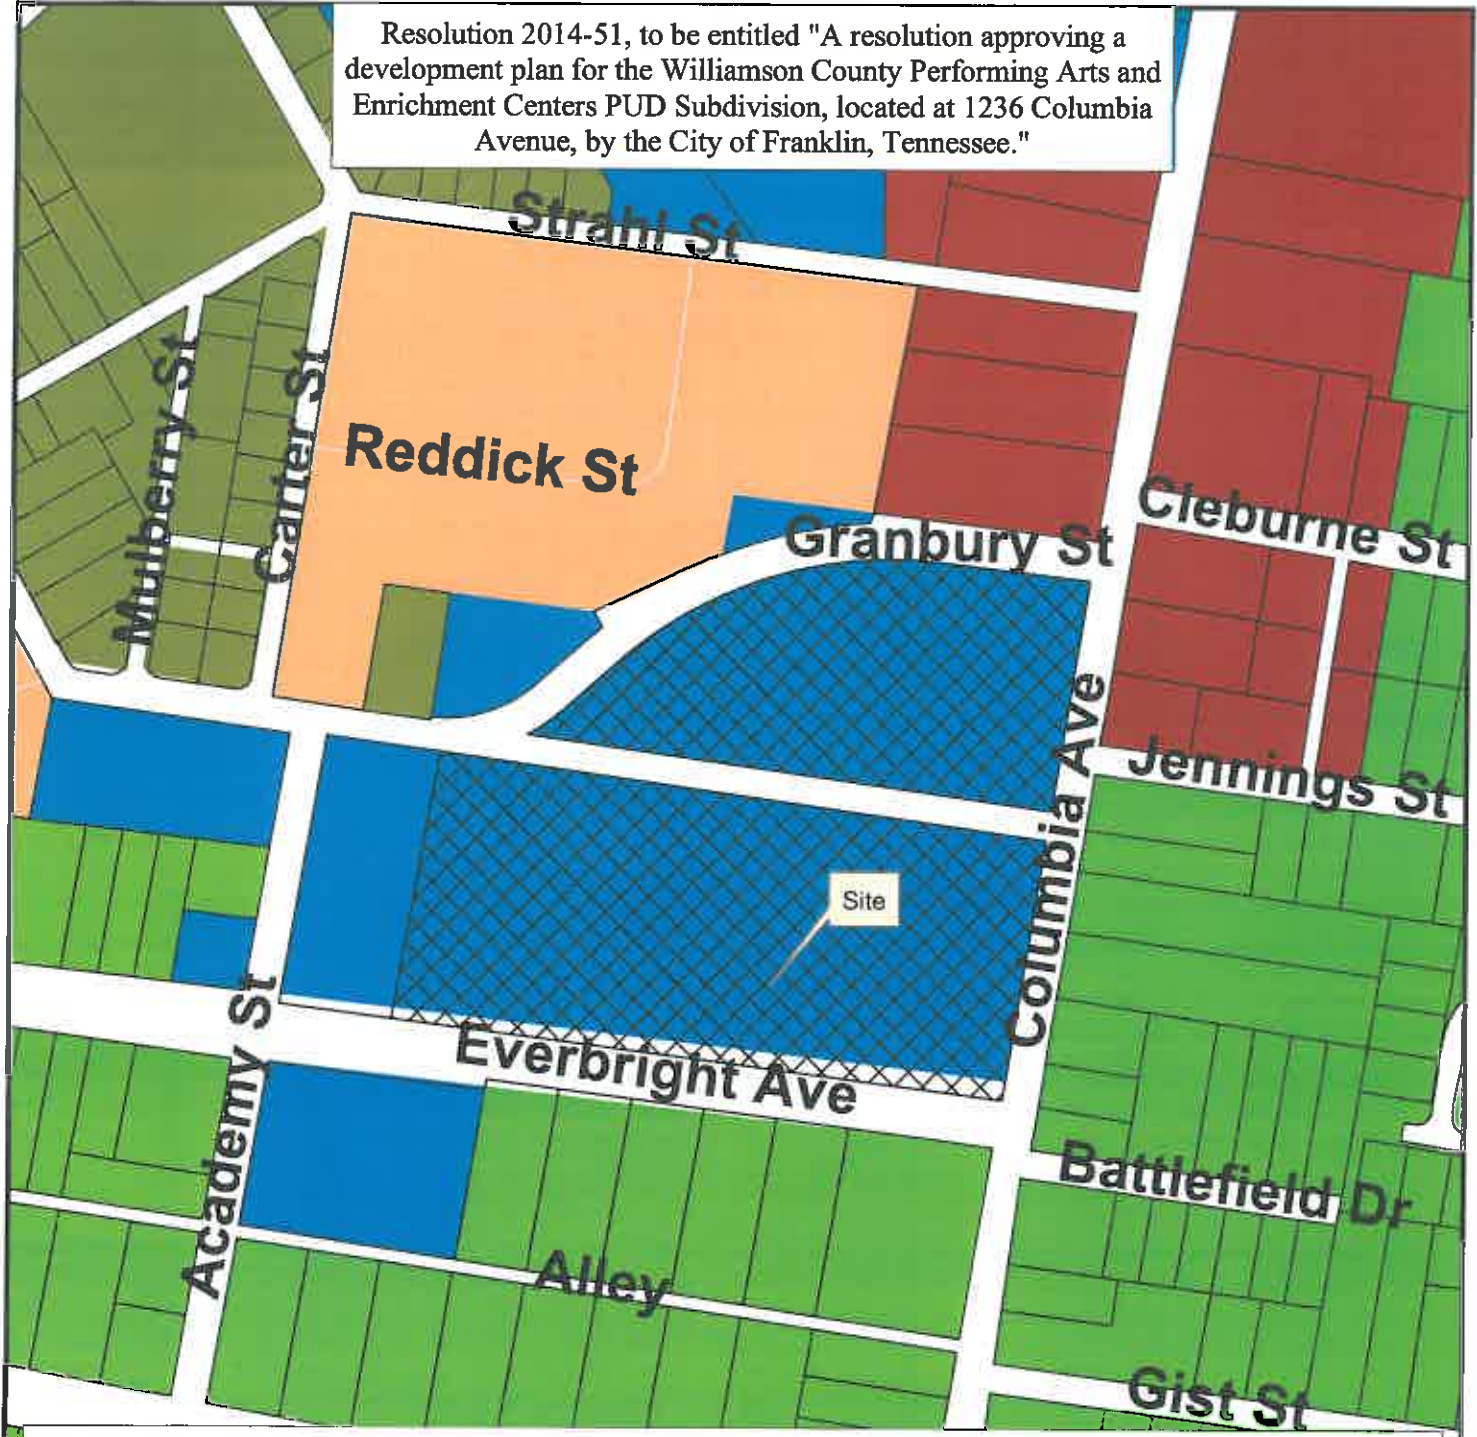 Resolution 2014-51, to be entitled "A resolution approving a
development plan for the Williamson County Performing Arts and
Enrichment Centers PUD Subdivision, located at 1236 Columbia
Avenue, by the City of Franklin, Tennessee."
Strahl St
Mulberry St
Carter St
Reddick St
Granbury St
Cleburne St
Columbia Ave
Jennings St
Site
Academy St
Everbright Ave
Battlefield Dr
Alley
Gist St